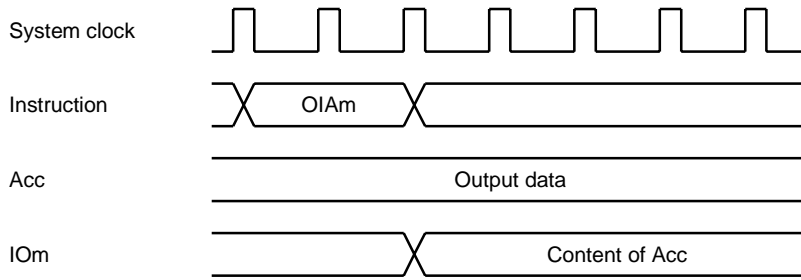 System clock
Instruction OIAm
Acc Output data
IOm Content of Acc